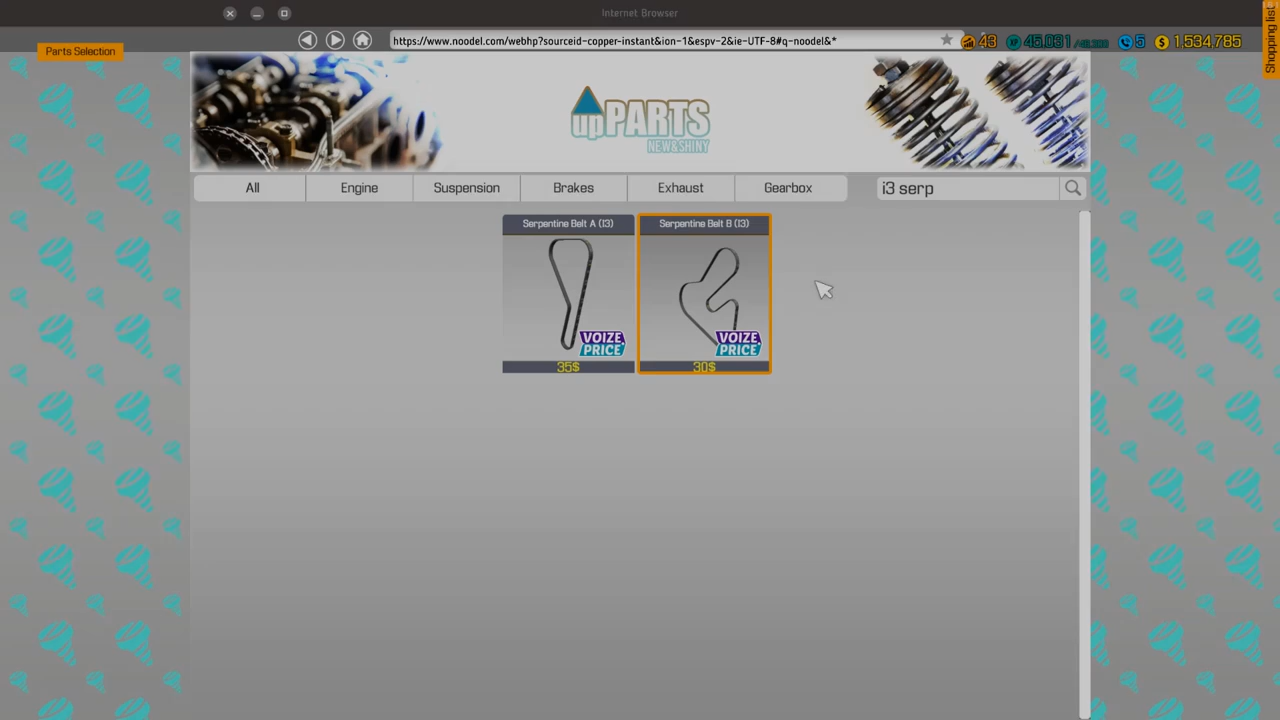 Internet Browser
Parts Selection
https://www.noodel.com/webhp?sourceid-copper-instant&ion-1&espv-2&ie-UTF-8#q-noodel&*
43
5
1,534,785
Shopping list
upPARTS
NEW&SHINY
All
Engine
Suspension
Brakes
Exhaust
Gearbox
i3 serp
Serpentine Belt A (I3)
Serpentine Belt B (I3)
VOIZE.
PRICE
VOIZE.
PRICE
35$
30$